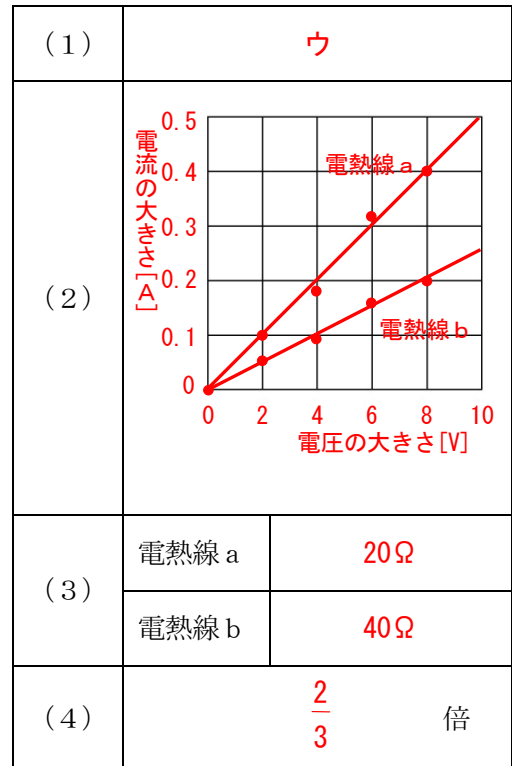 (1) ウ
(2)
電流の大きさ[A]
0.5
0.4
0.3
0.2
0.1
0
電熱線a
電熱線b
0 2 4 6 8 10
電圧の大きさ[V]
(3)
電熱線a 20Ω
電熱線b 40Ω
(4) 2/3 倍